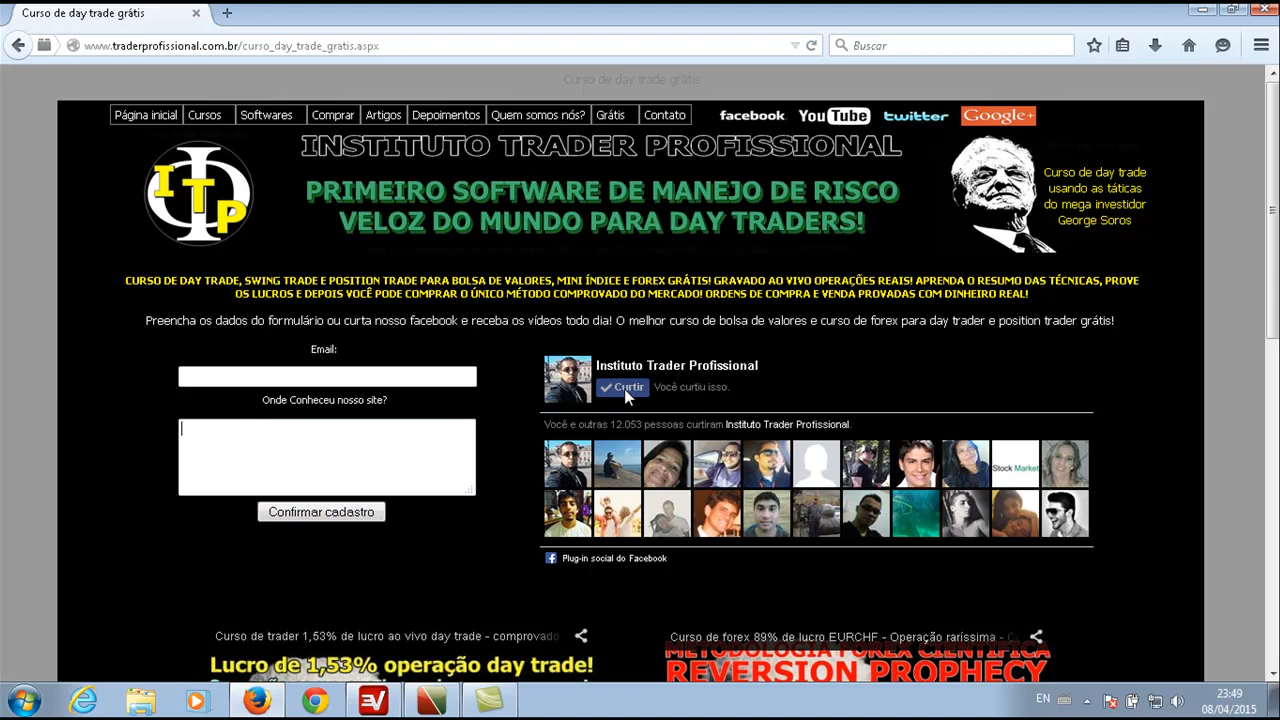 Curso de day trade grátis
www.traderprofissional.com.br/curso_day_trade_gratis.aspx
Buscar
Curso de day trade grátis
Página inicial Cursos Softwares Comprar Artigos Depoimentos Quem somos nós? Grátis Contato facebook YouTube twitter Google+
INSTITUTO TRADER PROFISSIONAL
ITP
PRIMEIRO SOFTWARE DE MANEJO DE RISCO
VELOZ DO MUNDO PARA DAY TRADERS!
Curso de day trade
usando as táticas
do mega investidor
George Soros
CURSO DE DAY TRADE, SWING TRADE E POSITION TRADE PARA BOLSA DE VALORES, MINI ÍNDICE E FOREX GRÁTIS! GRAVADO AO VIVO OPERAÇÕES REAIS! APRENDA O RESUMO DAS TÉCNICAS, PROVE
OS LUCROS E DEPOIS VOCÊ PODE COMPRAR O ÚNICO MÉTODO COMPROVADO DO MERCADO! ORDENS DE COMPRA E VENDA PROVADAS COM DINHEIRO REAL!
Preencha os dados do formulário ou curta nosso facebook e receba os vídeos todo dia! O melhor curso de bolsa de valores e curso de forex para day trader e position trader grátis!
Email:
Onde Conheceu nosso site?
Confirmar cadastro
Instituto Trader Profissional
Curtir Você curtiu isso.
Você e outras 12.053 pessoas curtiram Instituto Trader Profissional.
Stock Market
Plug-in social do Facebook
Curso de trader 1,53% de lucro ao vivo day trade - comprovado
Lucro de 1,53% operação day trade!
Curso de forex 89% de lucro EURCHF - Operação raríssima - C
METODOLOGIA FOREX CIENTÍFICA
REVERSION PROPHECY
EN
23:49
08/04/2015